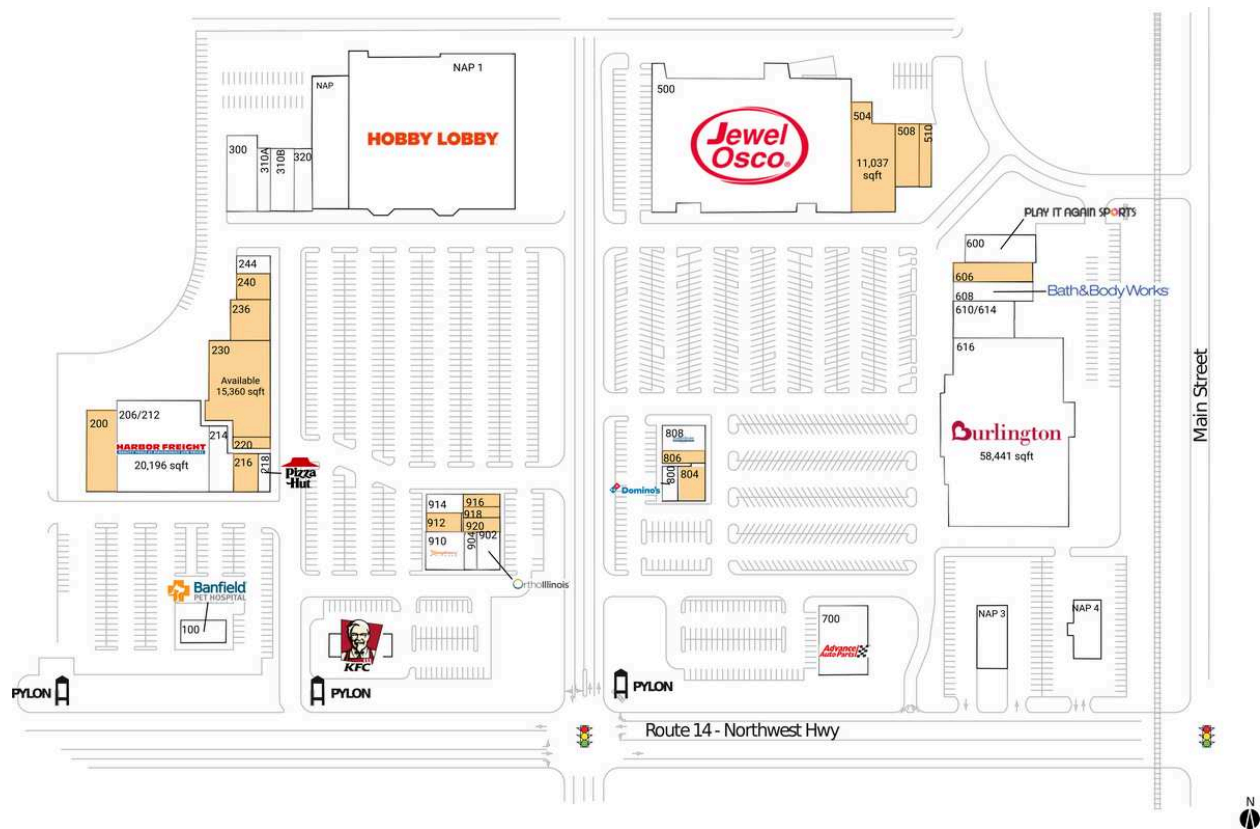 NAP 1
NAP
HOBBY LOBBY
300
310A
310B
320
500
Jewel
Osco
504
11,037
sqft
508
510
PLAY IT AGAIN SPORTS
600
606
608
Bath&BodyWorks
610/614
616
Burlington
58,441 sqft
Main Street
244
240
236
230
Available
15,360 sqft
200
206/212
HARBOR FREIGHT
20,196 sqft
214
220
216
218
Pizza
Hut
808
806
800
804
Domino's
914
916
918
912
920
910
904
902
OrthoIllinois
Banfield
PET HOSPITAL
100
KFC
700
Advance
Auto Parts
NAP 3
NAP 4
PYLON
PYLON
PYLON
Route 14 - Northwest Hwy
N